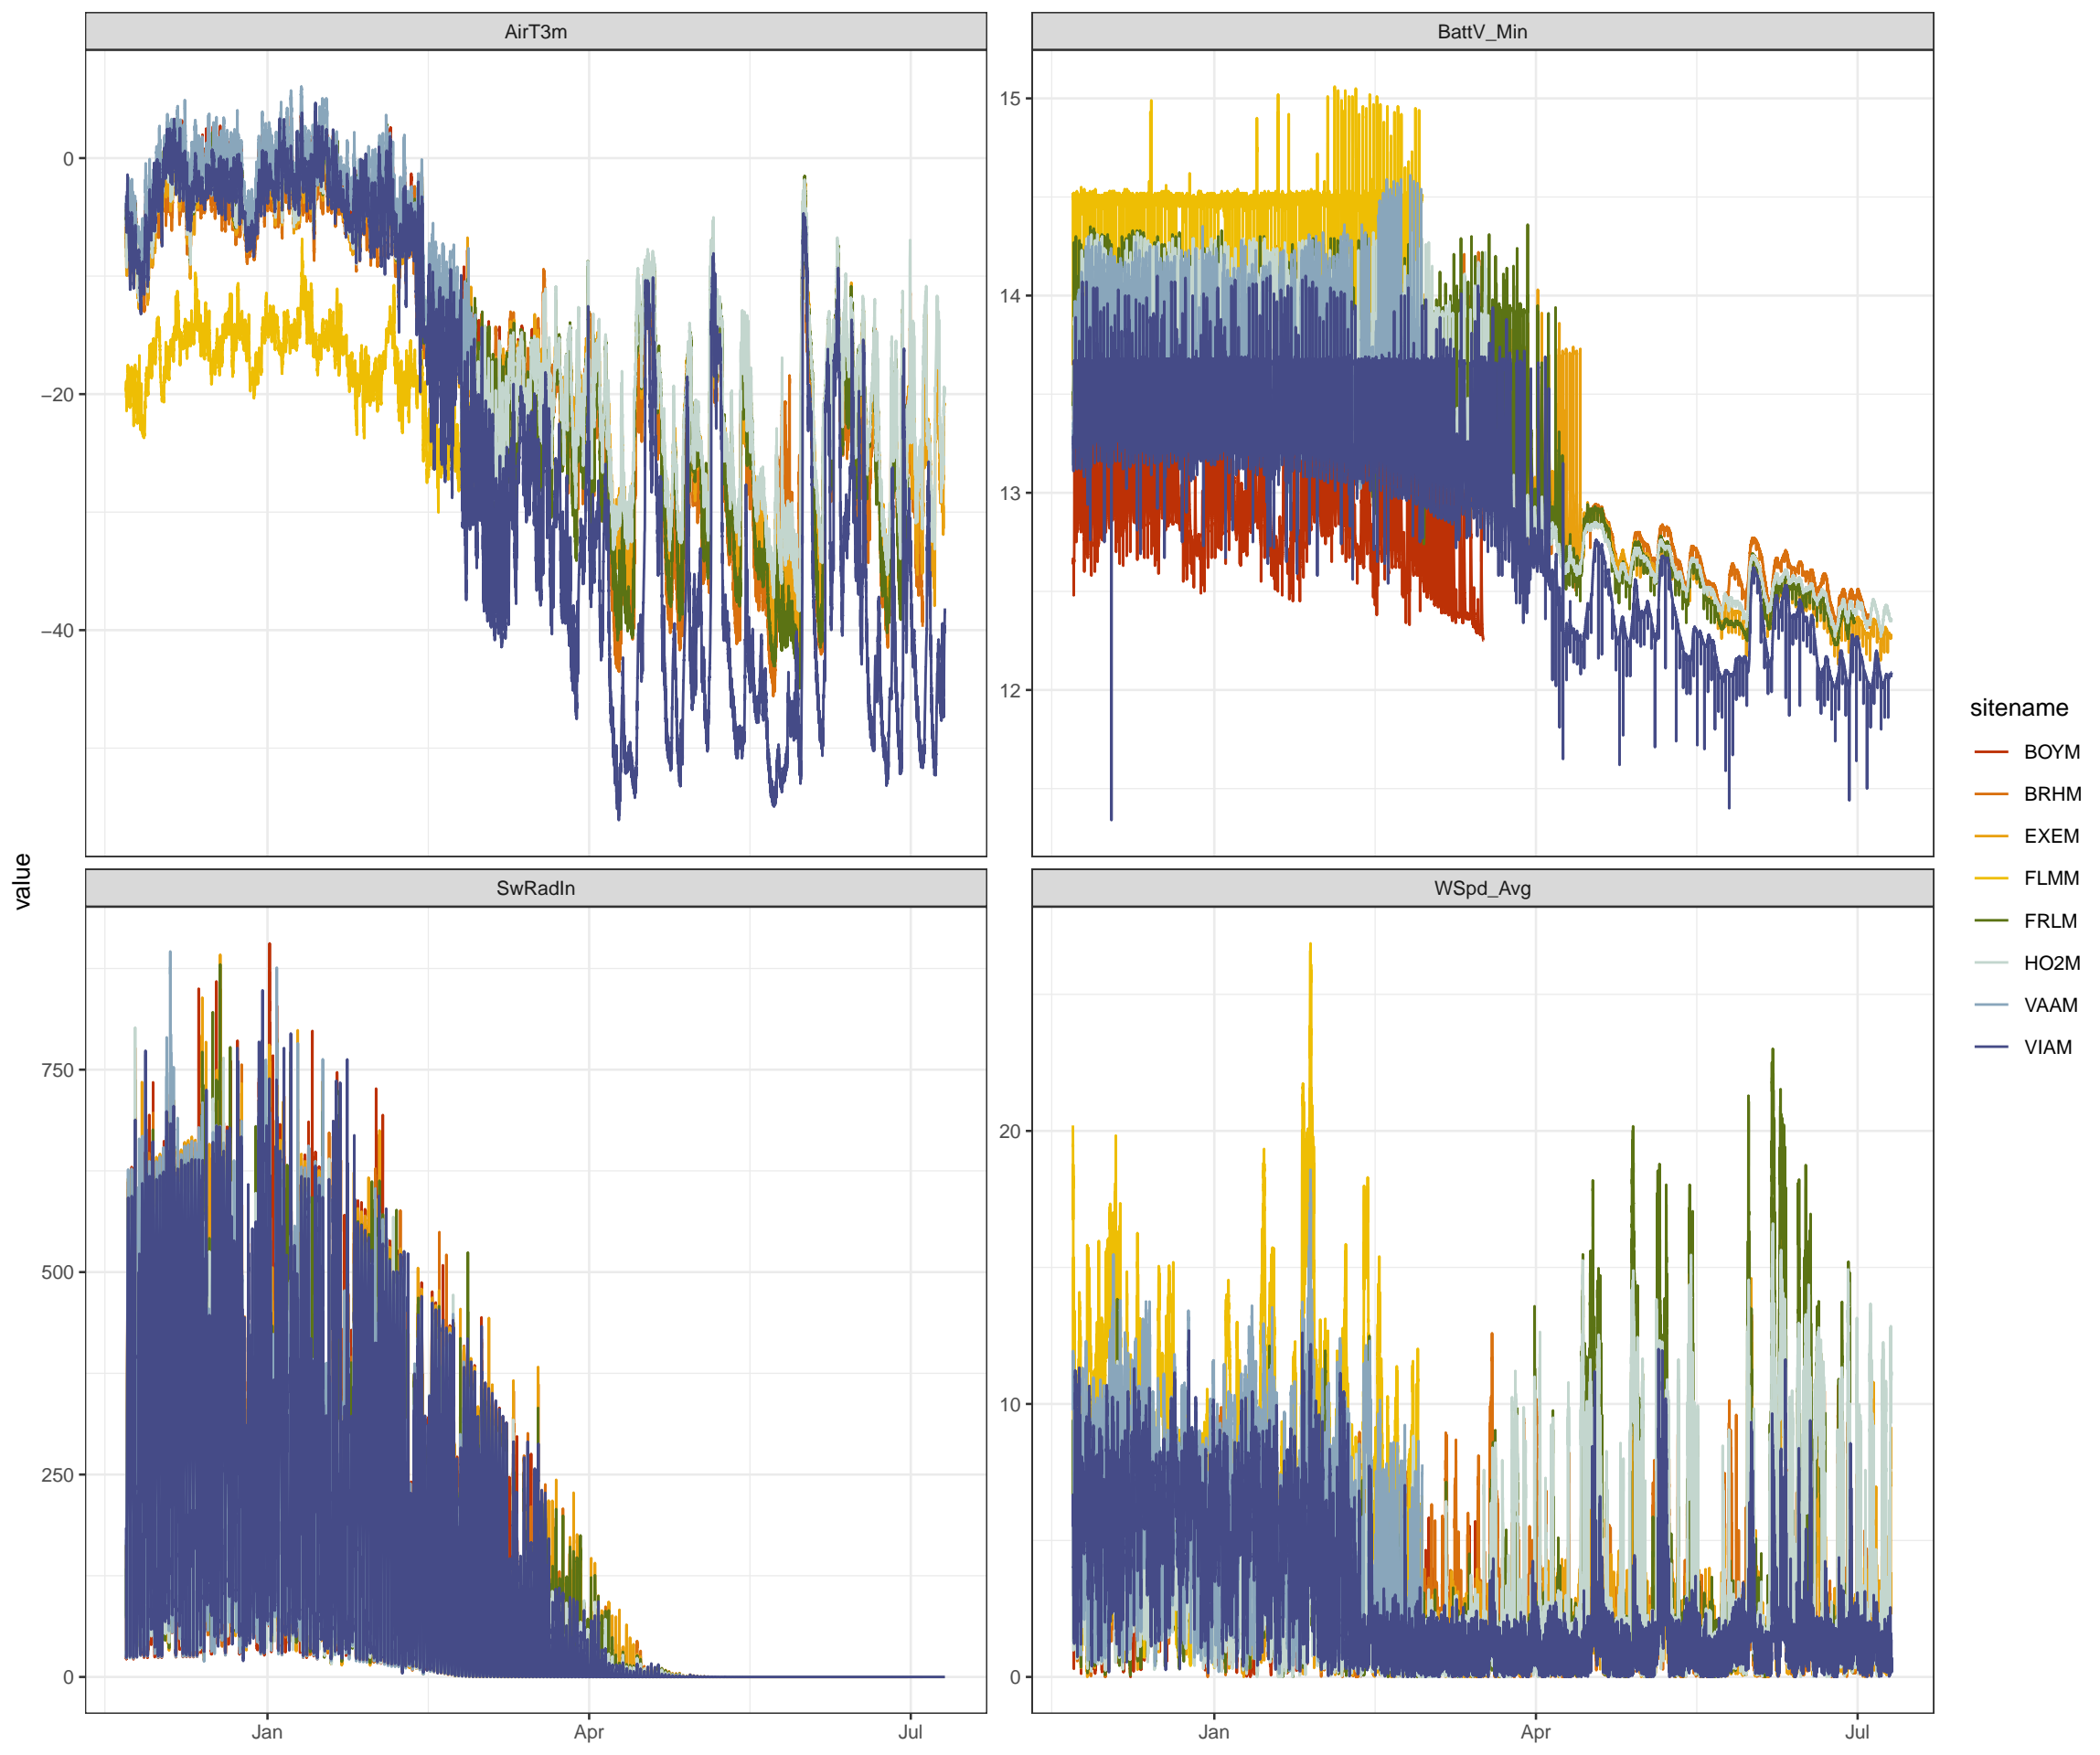 AirT3m
BattV_Min
0
−20
−40
15
14
13
12
SwRadIn
WSpd_Avg
750
500
250
0
20
10
0
Jan
Apr
Jul
Jan
Apr
Jul
value
sitename
BOYM
BRHM
EXEM
FLMM
FRLM
HO2M
VAAM
VIAM